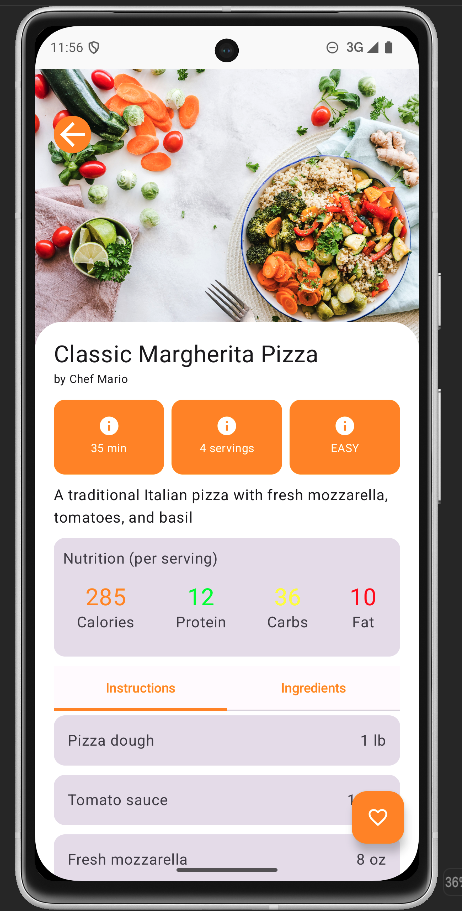 11:56
3G
Classic Margherita Pizza
by Chef Mario
35 min 4 servings EASY
A traditional Italian pizza with fresh mozzarella,
tomatoes, and basil
Nutrition (per serving)
285 12 36 10
Calories Protein Carbs Fat
Instructions Ingredients
Pizza dough 1 lb
Tomato sauce 1
Fresh mozzarella 8 oz
36